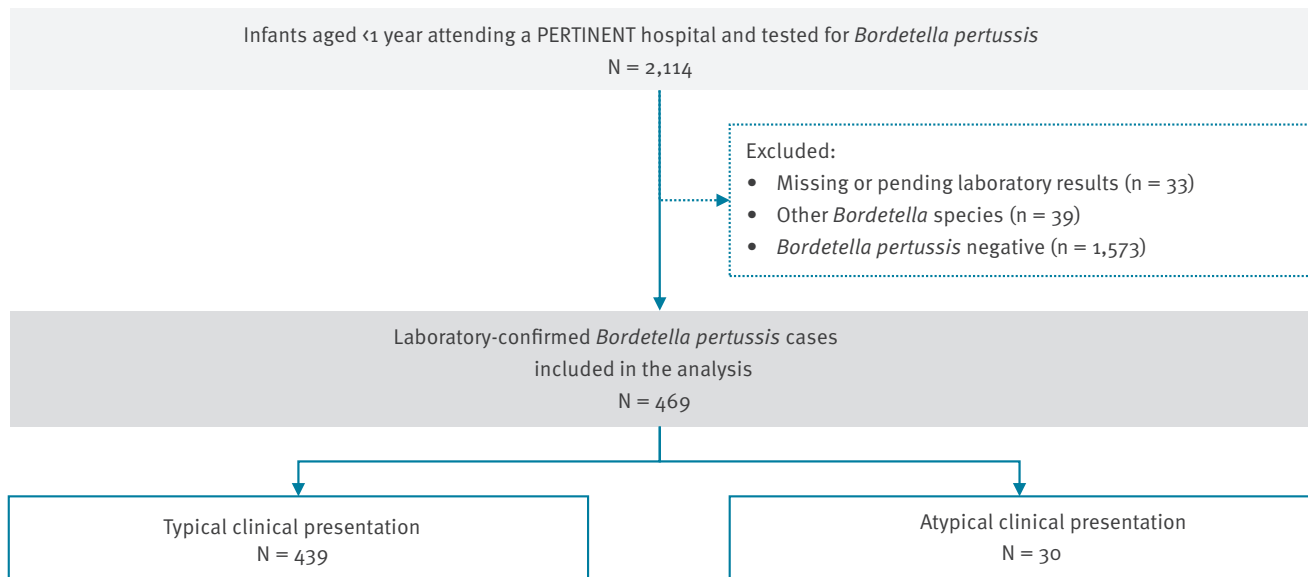 Infants aged <1 year attending a PERTINENT hospital and tested for Bordetella pertussis
N = 2,114
Excluded:
• Missing or pending laboratory results (n = 33)
• Other Bordetella species (n = 39)
• Bordetella pertussis negative (n = 1,573)
Laboratory-confirmed Bordetella pertussis cases
included in the analysis
N = 469
Typical clinical presentation
N = 439
Atypical clinical presentation
N = 30